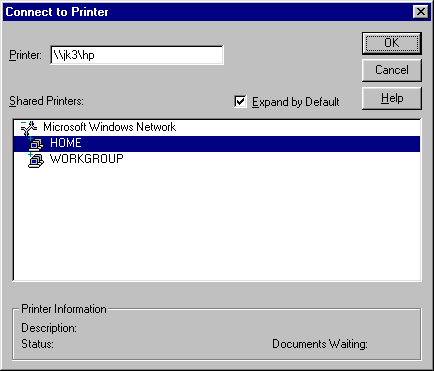 Connect to Printer
Printer: \\jk3\hp
OK
Cancel
Shared Printers:
Expand by Default
Help
Microsoft Windows Network
HOME
WORKGROUP
Printer Information
Description:
Status:
Documents Waiting: